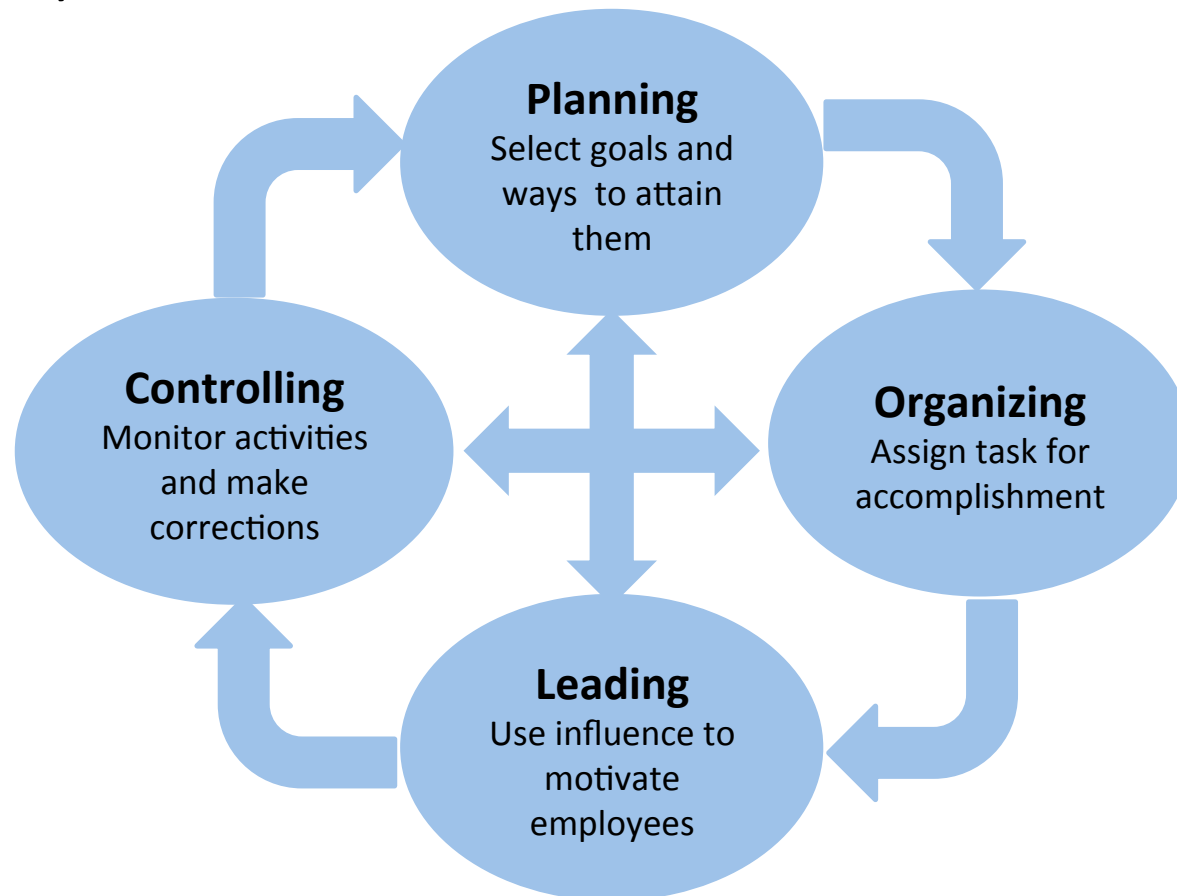 Planning
Select goals and
ways to attain
them
Controlling
Monitor activities
and make
corrections
Organizing
Assign task for
accomplishment
Leading
Use influence to
motivate
employees